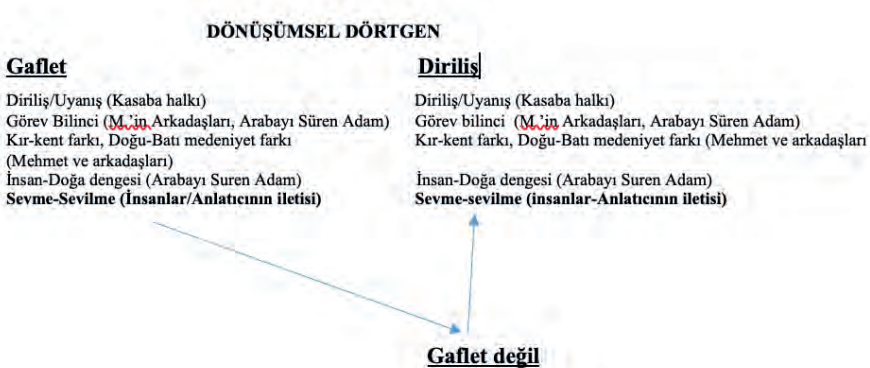 DÖNÜŞÜMSEL DÖRTGEN
Gaflet
Diriliş/Uyanış (Kasaba halkı)
Görev Bilinci (M.'in Arkadaşları, Arabayı Süren Adam)
Kır-kent farkı, Doğu-Batı medeniyet farkı
(Mehmet ve arkadaşları)
İnsan-Doğa dengesi (Arabayı Suren Adam)
Sevme-Sevilme (İnsanlar/Anlatıcının iletisi)
Diriliş
Diriliş/Uyanış (Kasaba halkı)
Görev bilinci (M.'in Arkadaşları, Arabayı Süren Adam)
Kır-kent farkı, Doğu-Batı medeniyet farkı (Mehmet ve arkadaşları
İnsan-Doğa dengesi (Arabayı Suren Adam)
Sevme-sevilme (insanlar-Anlatıcının iletisi)
Gaflet değil